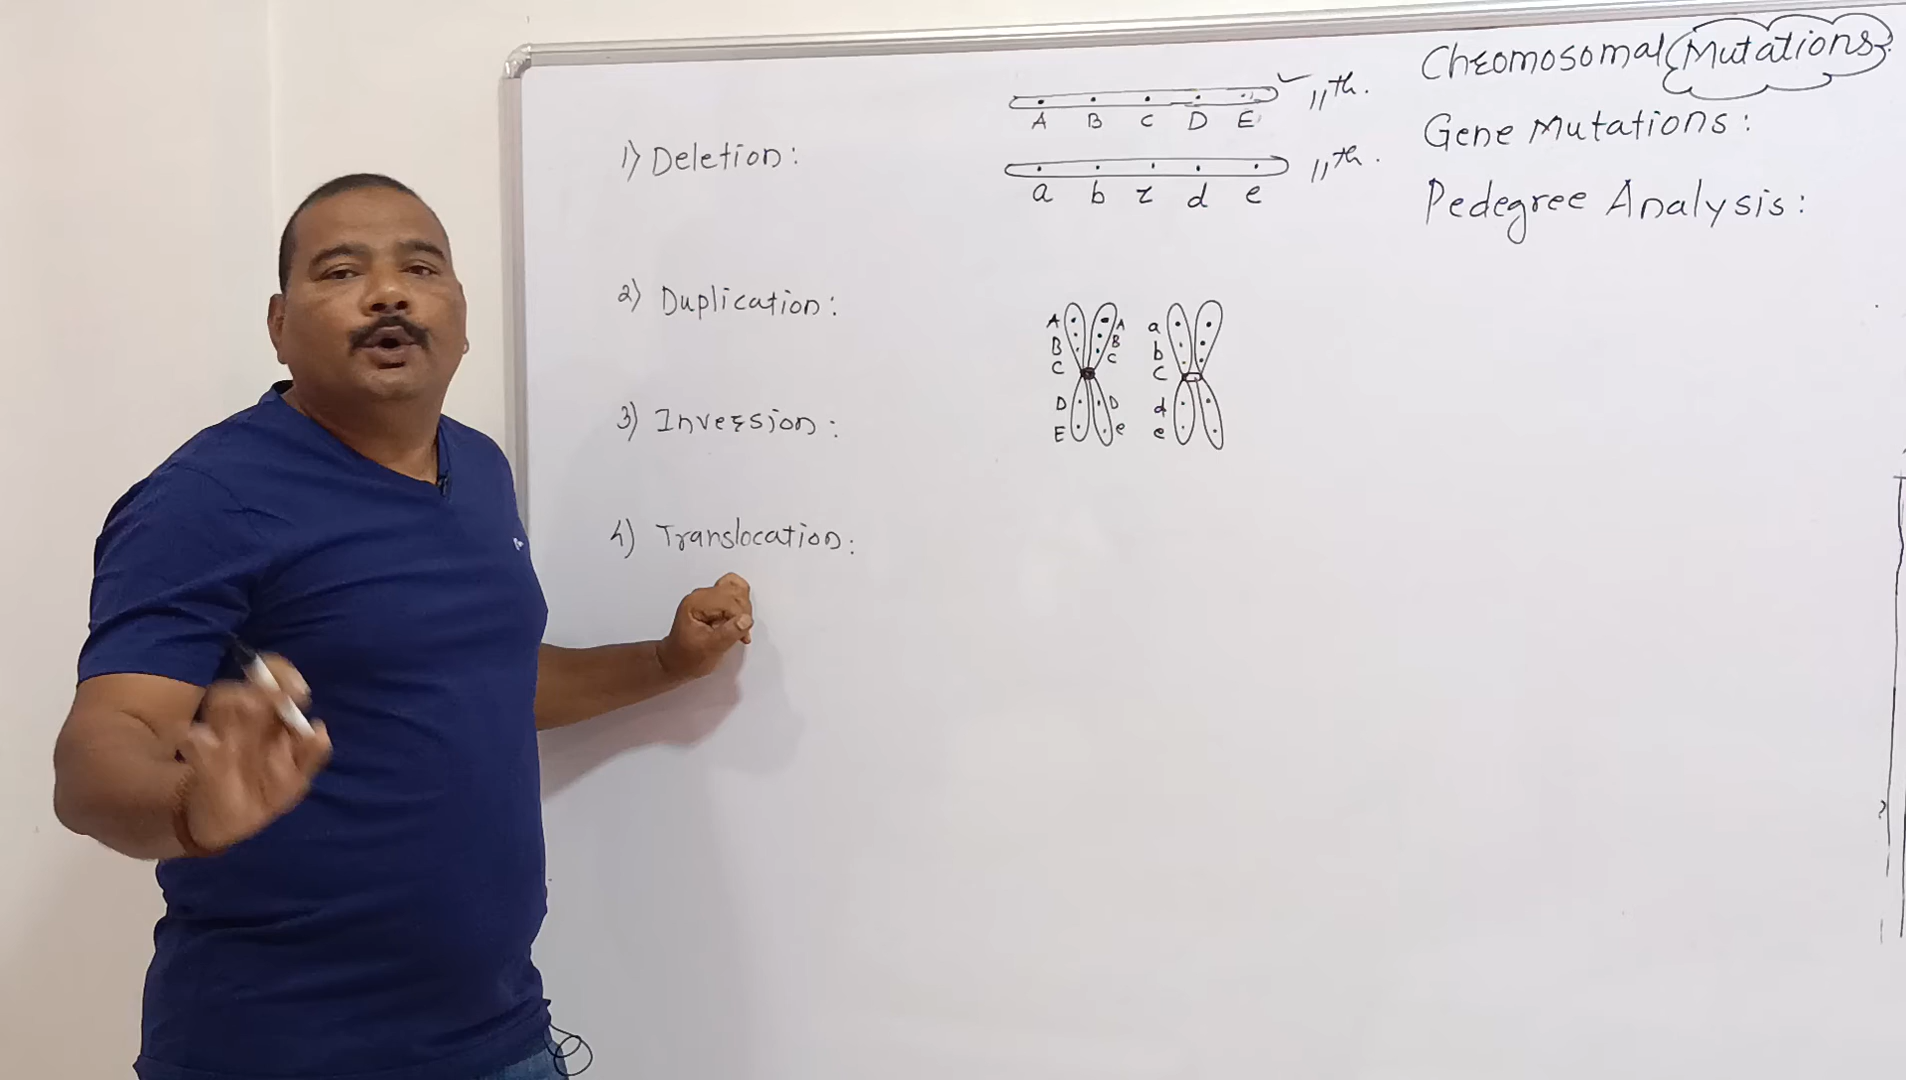 Chromosomal Mutations:
Gene Mutations:
Pedegree Analysis:
A B C D E 11th.
a b c d e 11th.
1) Deletion:
2) Duplication:
3) Inversion:
4) Translocation:
A A a
B B b
C C C
D D d
E e e